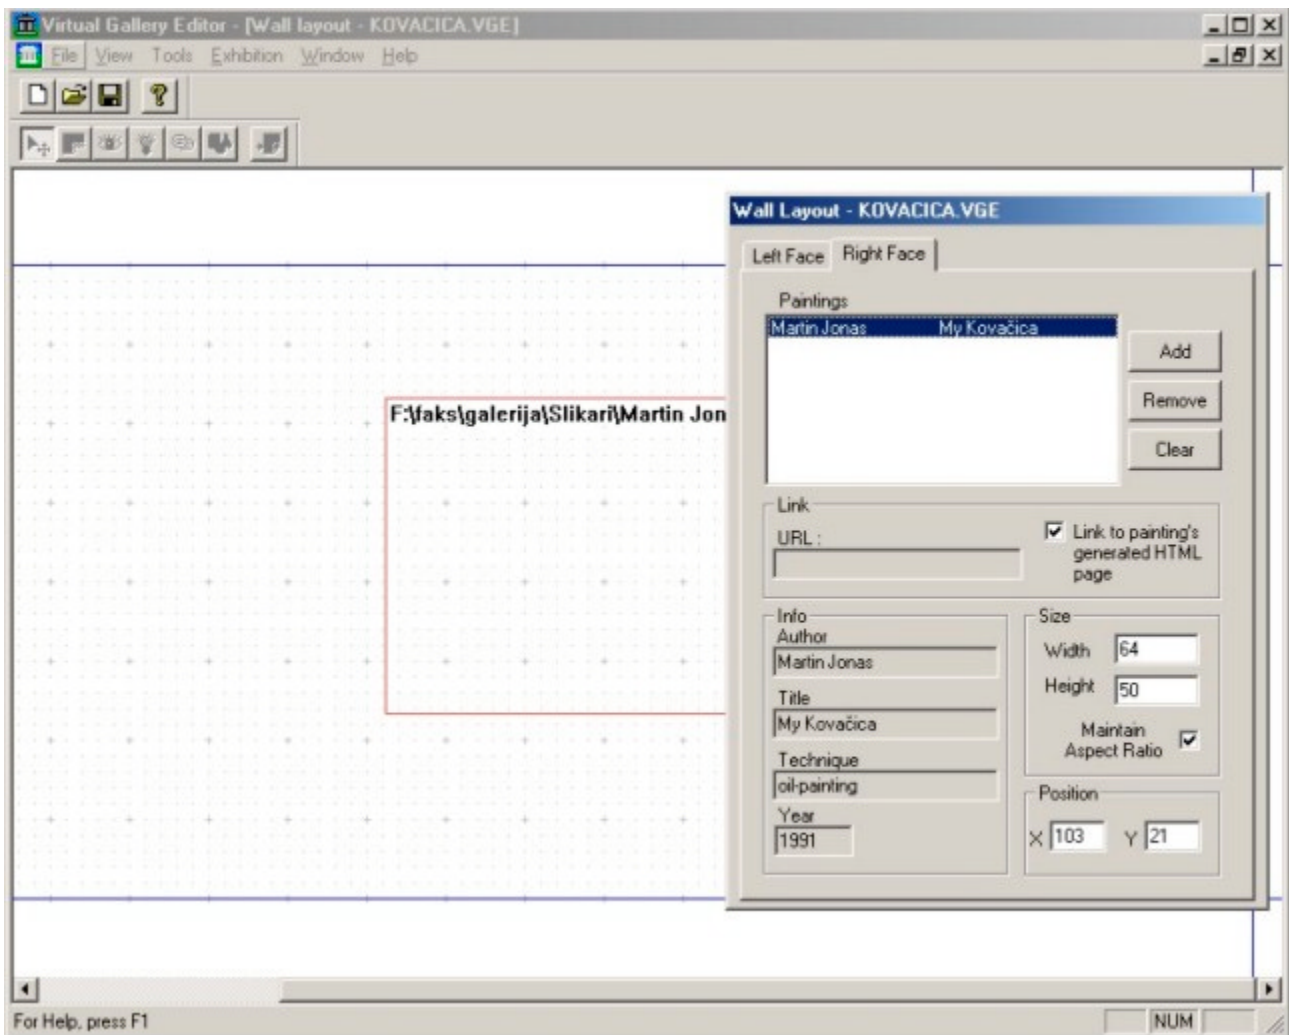 Virtual Gallery Editor - [Wall layout - KOVACICA.VGE]
File View Tools Exhibition Window Help
Wall Layout - KOVACICA.VGE
Left Face Right Face
Paintings
Martin Jonas My Kovačica
Add
F:\faks\galerija\Slikari\Martin Jon
Remove
Clear
Link
URL :
Link to painting's
generated HTML
page
Info
Author
Martin Jonas
Title
My Kovačica
Technique
oil-painting
Year
1991
Size
Width 64
Height 50
Maintain
Aspect Ratio
Position
X 103 Y 21
For Help, press F1
NUM